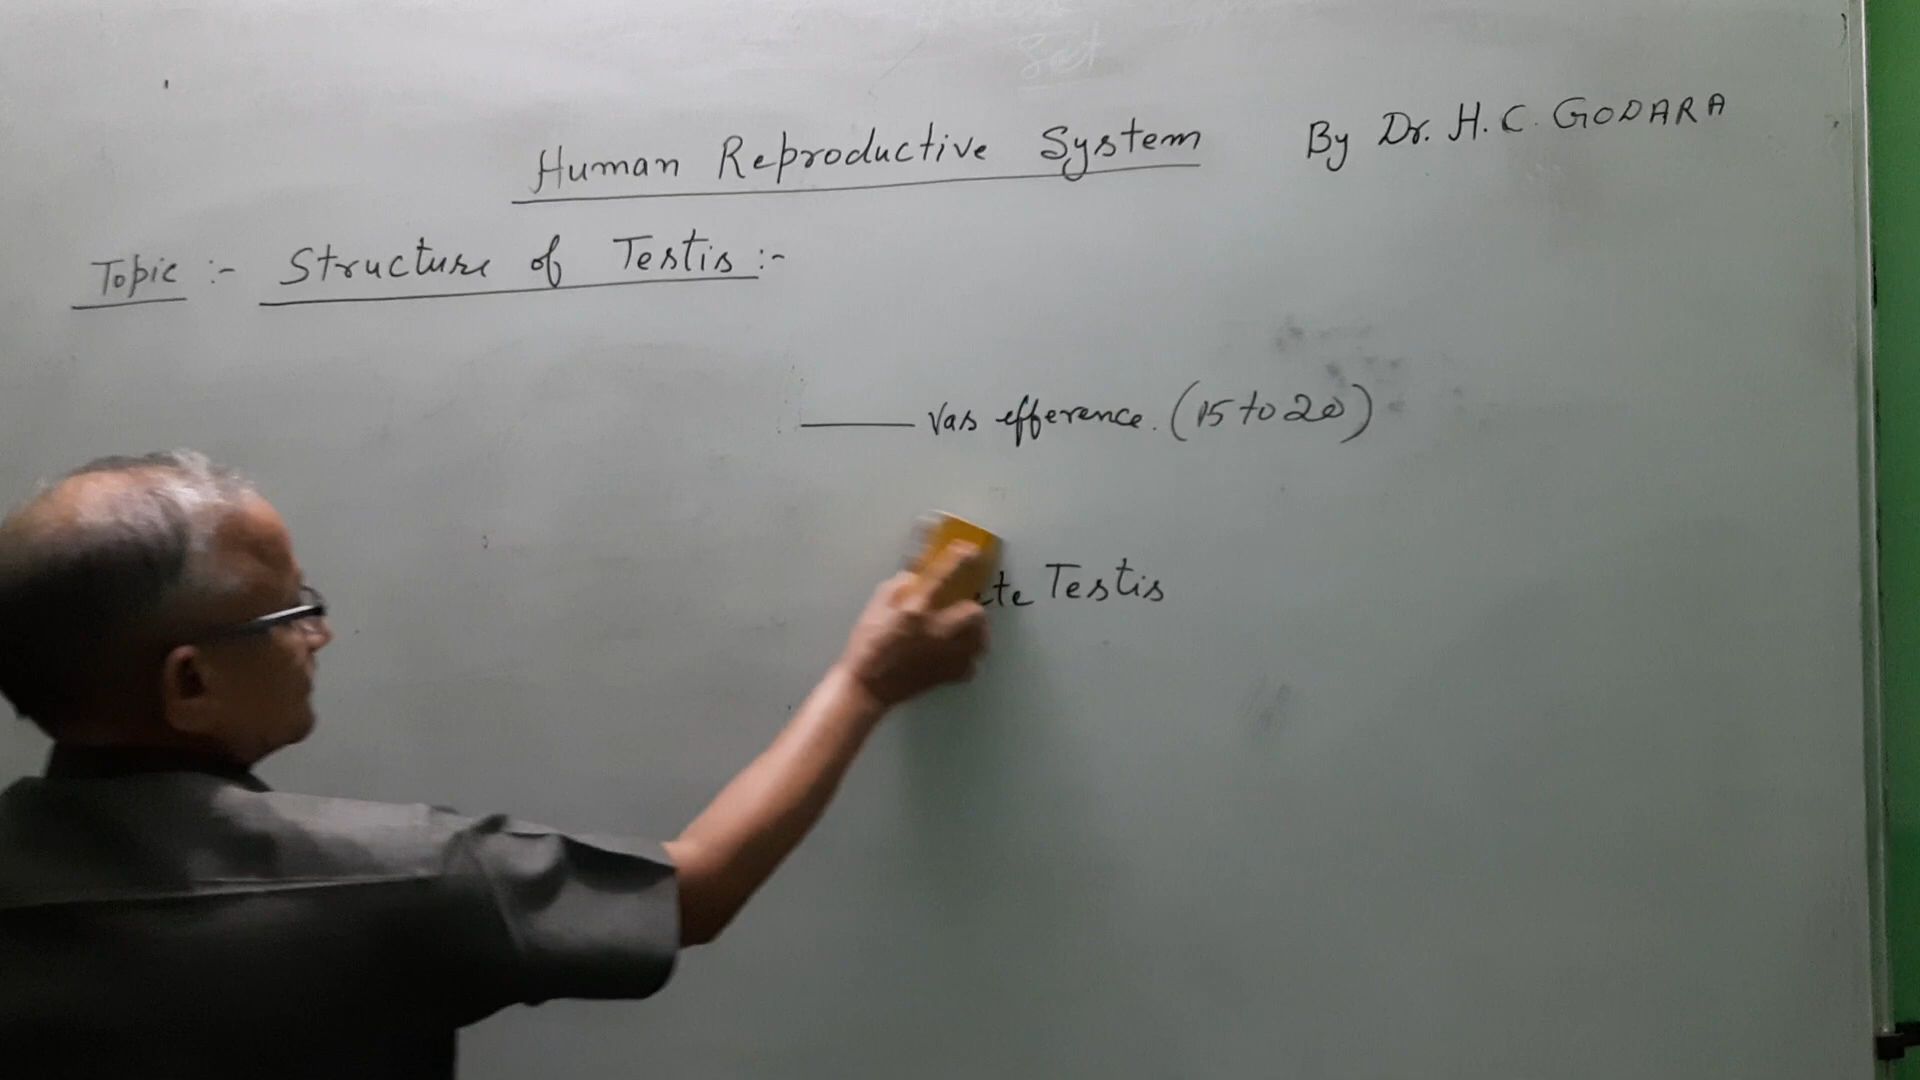 Human Reproductive System By Dr. H. C. GODARA
Topic :- Structure of Testis :-
Vas efference. (15 to 20)
Testis